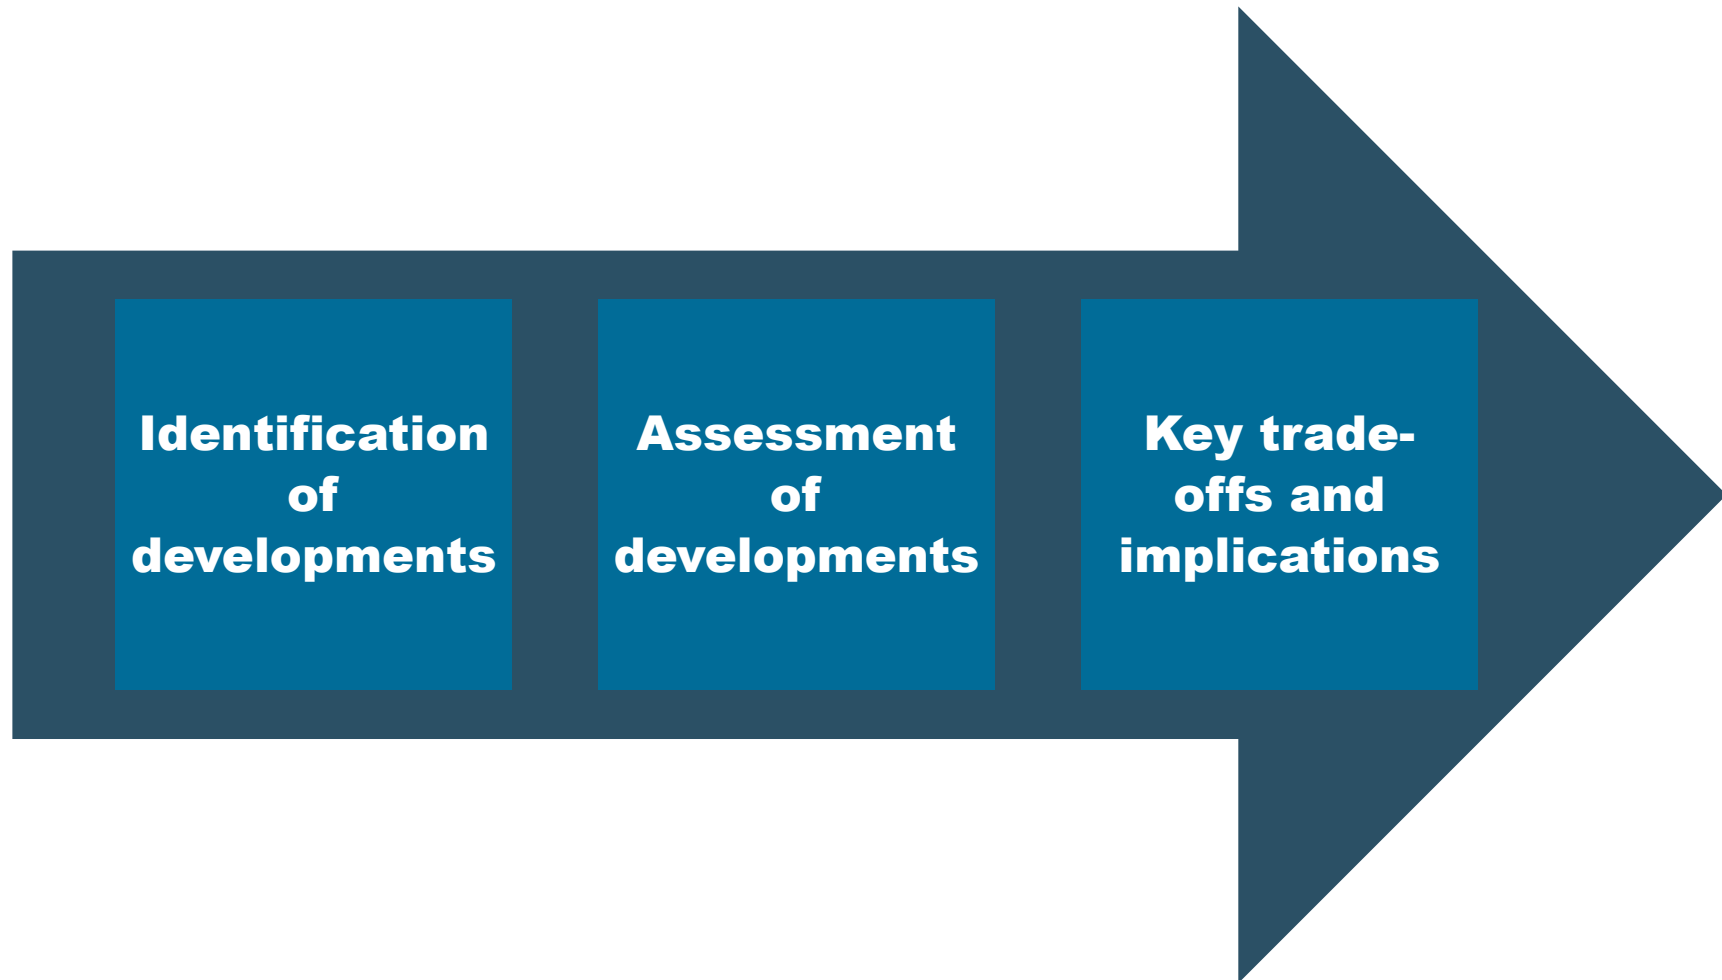 Identification
of
developments
Assessment
of
developments
Key trade-
offs and
implications